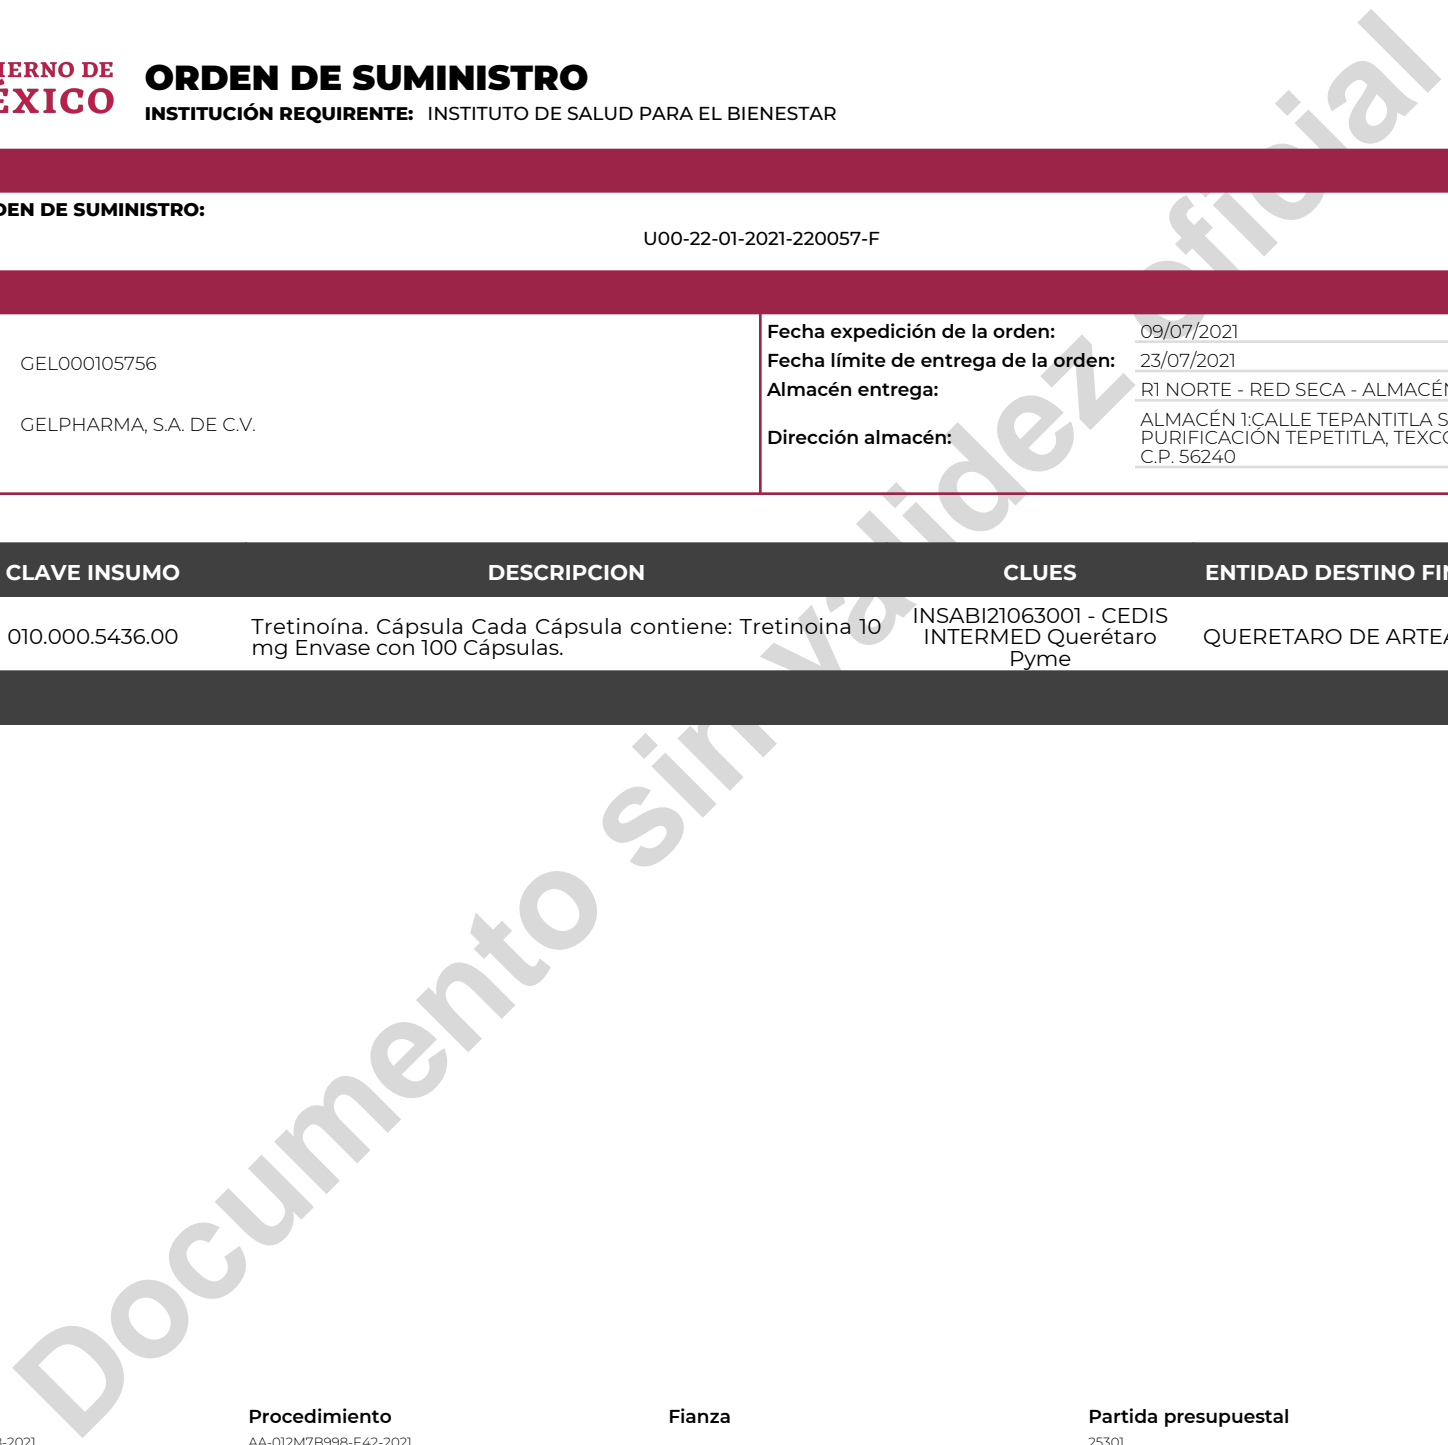 IERNO DE
ÉXICO
ORDEN DE SUMINISTRO
INSTITUCIÓN REQUIRENTE: INSTITUTO DE SALUD PARA EL BIENESTAR
DEN DE SUMINISTRO:
U00-22-01-2021-220057-F
GEL000105756
GELPHARMA, S.A. DE C.V.
Fecha expedición de la orden: 09/07/2021
Fecha límite de entrega de la orden: 23/07/2021
Almacén entrega: R1 NORTE - RED SECA - ALMACÉN
Dirección almacén: ALMACÉN 1:CALLE TEPANTITLA S
PURIFICACIÓN TEPETITLA, TEXCO
C.P. 56240
CLAVE INSUMO DESCRIPCION CLUES ENTIDAD DESTINO FIN
010.000.5436.00
Tretinoína. Cápsula Cada Cápsula contiene: Tretinoina 10
mg Envase con 100 Cápsulas.
INSABI21063001 - CEDIS
INTERMED Querétaro
Pyme
QUERETARO DE ARTEA
Documento sin validez oficial
Procedimiento Fianza Partida presupuestal
-2021 AA-012M7B998-E42-2021 25301